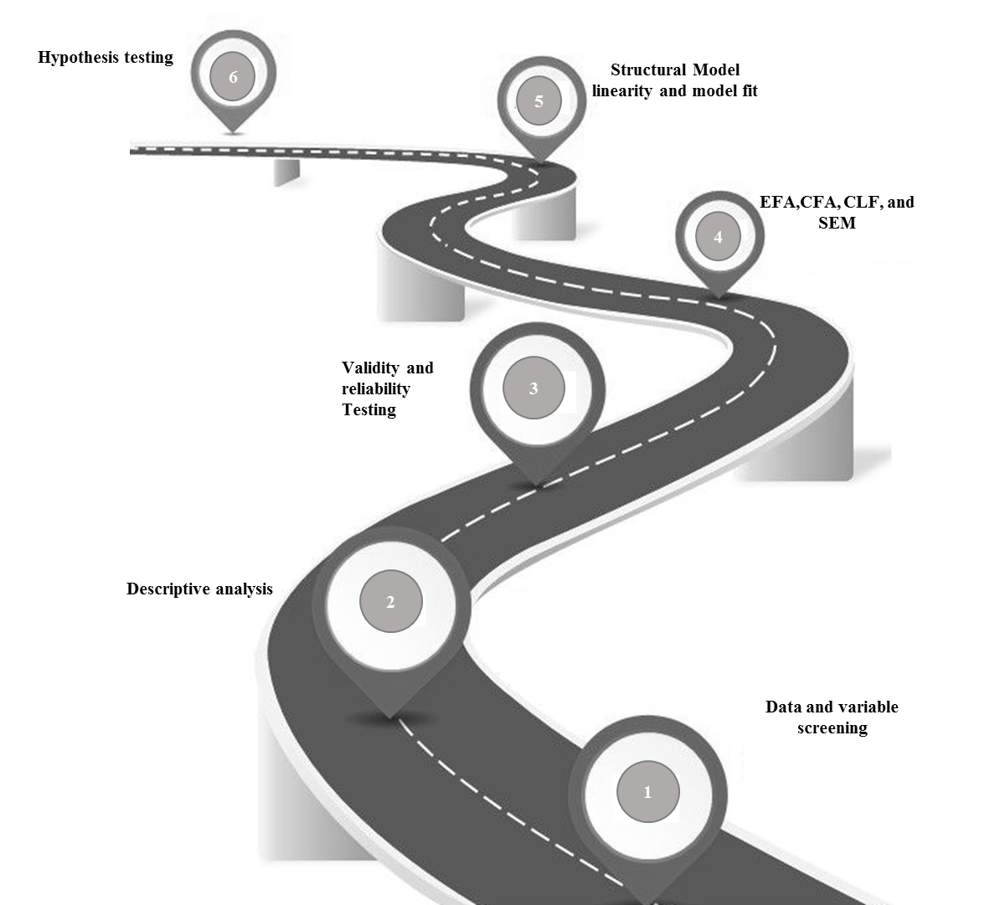 Hypothesis testing
6
Structural Model
linearity and model fit
5
EFA,CFA, CLF, and
SEM
4
Validity and
reliability
Testing
3
Descriptive analysis
2
Data and variable
screening
1